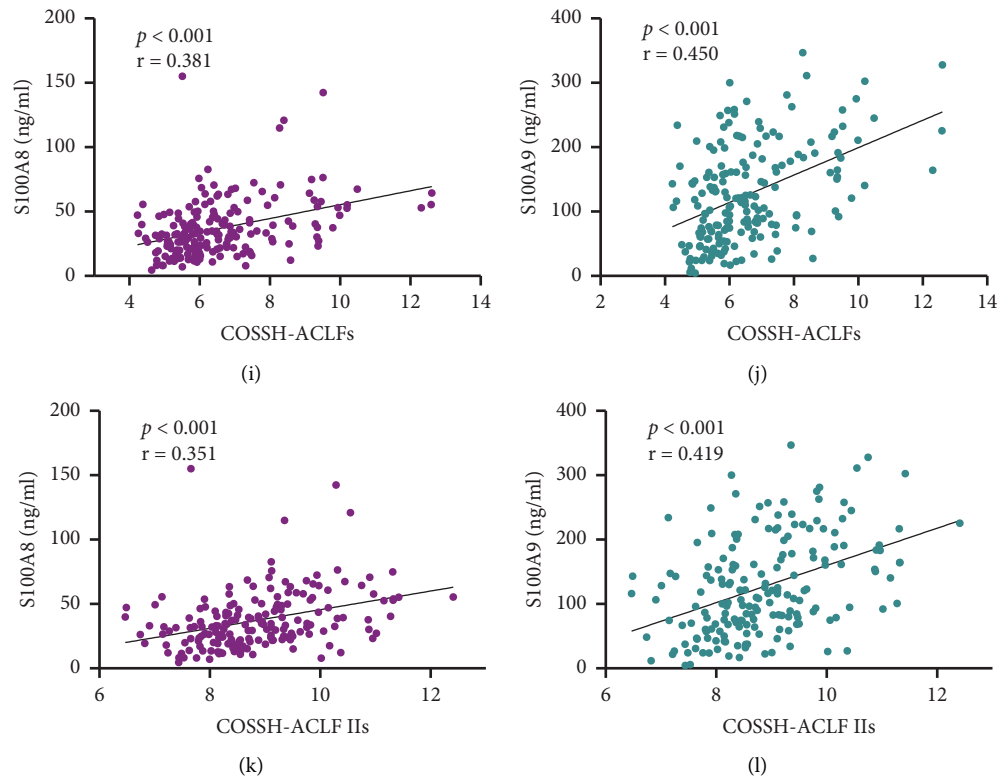 200
150
100
50
0
S100A8 (ng/ml)
p < 0.001
r = 0.381
4 6 8 10 12 14
COSSH-ACLFs
(i)
400
300
200
100
0
S100A9 (ng/ml)
p < 0.001
r = 0.450
2 4 6 8 10 12 14
COSSH-ACLFs
(j)
200
150
100
50
0
S100A8 (ng/ml)
p < 0.001
r = 0.351
6 8 10 12
COSSH-ACLF IIs
(k)
400
300
200
100
0
S100A9 (ng/ml)
p < 0.001
r = 0.419
6 8 10 12
COSSH-ACLF IIs
(l)